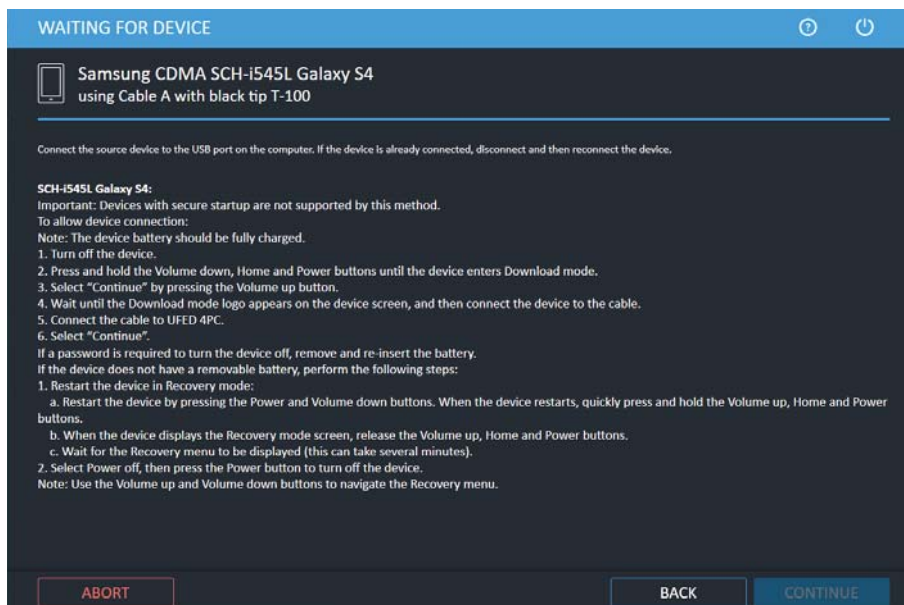 WAITING FOR DEVICE
Samsung CDMA SCH-i545L Galaxy S4
using Cable A with black tip T-100
Connect the source device to the USB port on the computer. If the device is already connected, disconnect and then reconnect the device.
SCH-i545L Galaxy S4:
Important: Devices with secure startup are not supported by this method.
To allow device connection:
Note: The device battery should be fully charged.
1. Turn off the device.
2. Press and hold the Volume down, Home and Power buttons until the device enters Download mode.
3. Select "Continue" by pressing the Volume up button.
4. Wait until the Download mode logo appears on the device screen, and then connect the device to the cable.
5. Connect the cable to UFED 4PC.
6. Select "Continue".
If a password is required to turn the device off, remove and re-insert the battery.
If the device does not have a removable battery, perform the following steps:
1. Restart the device in Recovery mode:
a. Restart the device by pressing the Power and Volume down buttons. When the device restarts, quickly press and hold the Volume up, Home and Power
buttons.
b. When the device displays the Recovery mode screen, release the Volume up, Home and Power buttons.
c. Wait for the Recovery menu to be displayed (this can take several minutes).
2. Select Power off, then press the Power button to turn off the device.
Note: Use the Volume up and Volume down buttons to navigate the Recovery menu.
ABORT
BACK
CONTINUE